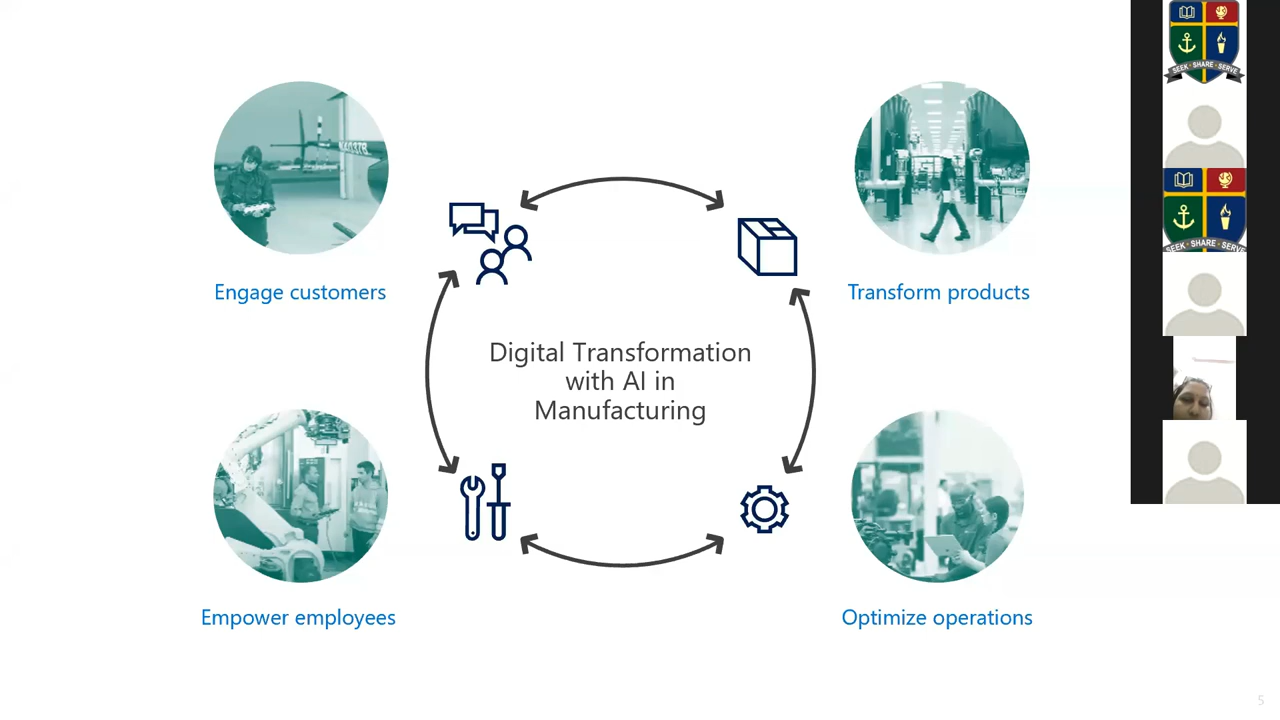 Engage customers
Transform products
Digital Transformation
with AI in
Manufacturing
Empower employees
Optimize operations
5
SEEK · SHARE · SERVE
SEEK · SHARE · SERVE